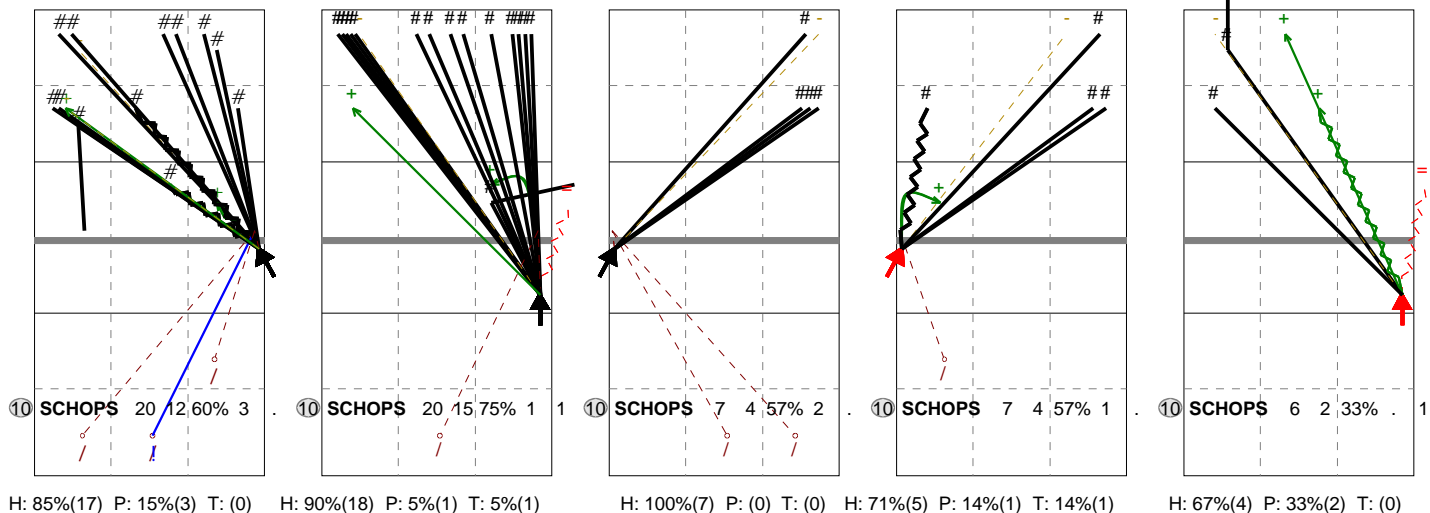 ## ## # #
####- # # # # # #### 
# -
- + #
- + #
## + # #
#
+
###
# # #
# +
#
+ +
# =
=
10 SCHOPS 20 12 60% 3 .
10 SCHOPS 20 15 75% 1 1
10 SCHOPS 7 4 57% 2 .
10 SCHOPS 7 4 57% 1 .
10 SCHOPS 6 2 33% . 1
/ ! / / / / / /
H: 85%(17) P: 15%(3) T: (0)
H: 90%(18) P: 5%(1) T: 5%(1)
H: 100%(7) P: (0) T: (0)
H: 71%(5) P: 14%(1) T: 14%(1)
H: 67%(4) P: 33%(2) T: (0)